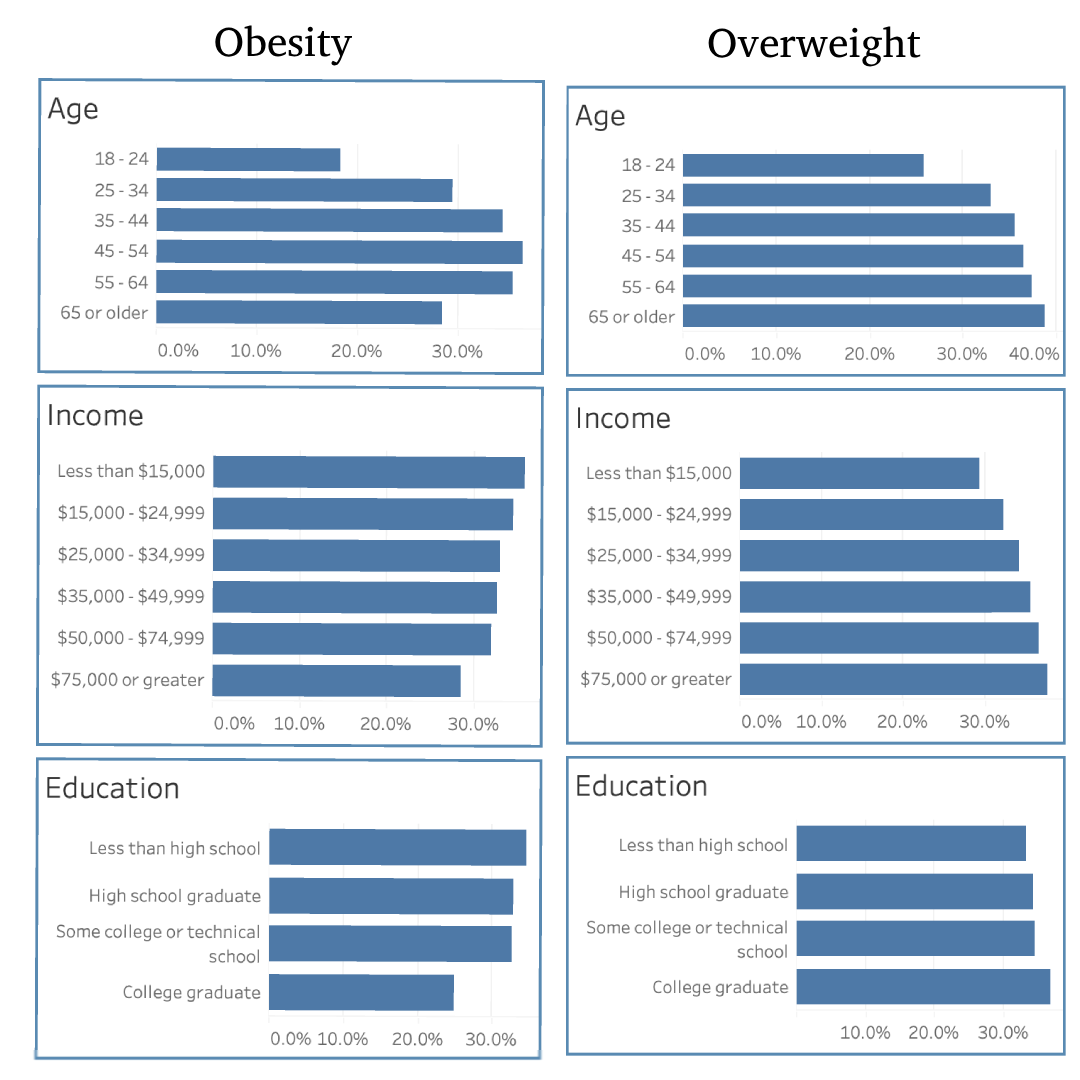 Obesity
Age
18 - 24
25 - 34
35 - 44
45 - 54
55 - 64
65 or older
0.0% 10.0% 20.0% 30.0%
Income
Less than $15,000
$15,000 - $24,999
$25,000 - $34,999
$35,000 - $49,999
$50,000 - $74,999
$75,000 or greater
0.0% 10.0% 20.0% 30.0%
Education
Less than high school
High school graduate
Some college or technical
school
College graduate
0.0% 10.0% 20.0% 30.0%
Overweight
Age
18 - 24
25 - 34
35 - 44
45 - 54
55 - 64
65 or older
0.0% 10.0% 20.0% 30.0% 40.0%
Income
Less than $15,000
$15,000 - $24,999
$25,000 - $34,999
$35,000 - $49,999
$50,000 - $74,999
$75,000 or greater
0.0% 10.0% 20.0% 30.0%
Education
Less than high school
High school graduate
Some college or technical
school
College graduate
10.0% 20.0% 30.0%